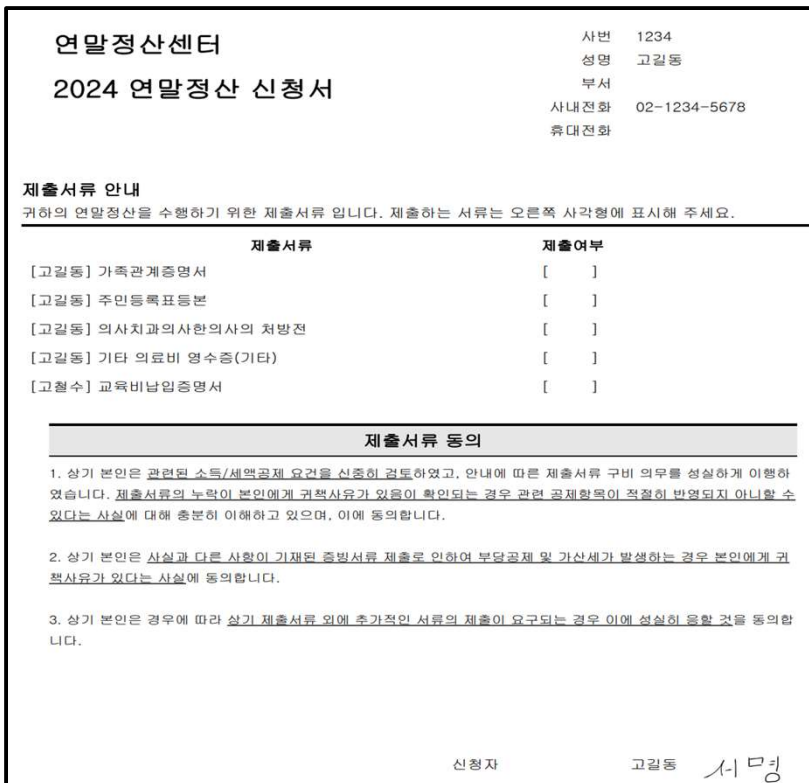 연말정산센터
2024 연말정산 신청서
사번 1234
성명 고길동
부서
사내전화 02-1234-5678
휴대전화
제출서류 안내
귀하의 연말정산을 수행하기 위한 제출서류 입니다. 제출하는 서류는 오른쪽 사각형에 표시해 주세요.
제출서류 제출여부
[고길동] 가족관계증명서 [ ]
[고길동] 주민등록표등본 [ ]
[고길동] 의사치과의사한의사의 처방전 [ ]
[고길동] 기타 의료비 영수증(기타) [ ]
[고철수] 교육비납입증명서 [ ]
제출서류 동의
1. 상기 본인은 관련된 소득/세액공제 요건을 신중히 검토하였고, 안내에 따른 제출서류 구비 의무를 성실하게 이행하
였습니다. 제출서류의 누락이 본인에게 귀책사유가 있음이 확인되는 경우 관련 공제항목이 적절히 반영되지 아니할 수
있다는 사실에 대해 충분히 이해하고 있으며, 이에 동의합니다.
2. 상기 본인은 사실과 다른 사항이 기재된 증빙서류 제출로 인하여 부당공제 및 가산세가 발생하는 경우 본인에게 귀
책사유가 있다는 사실에 동의합니다.
3. 상기 본인은 경우에 따라 상기 제출서류 외에 추가적인 서류의 제출이 요구되는 경우 이에 성실히 응할 것을 동의합
니다.
신청자 고길동 서명